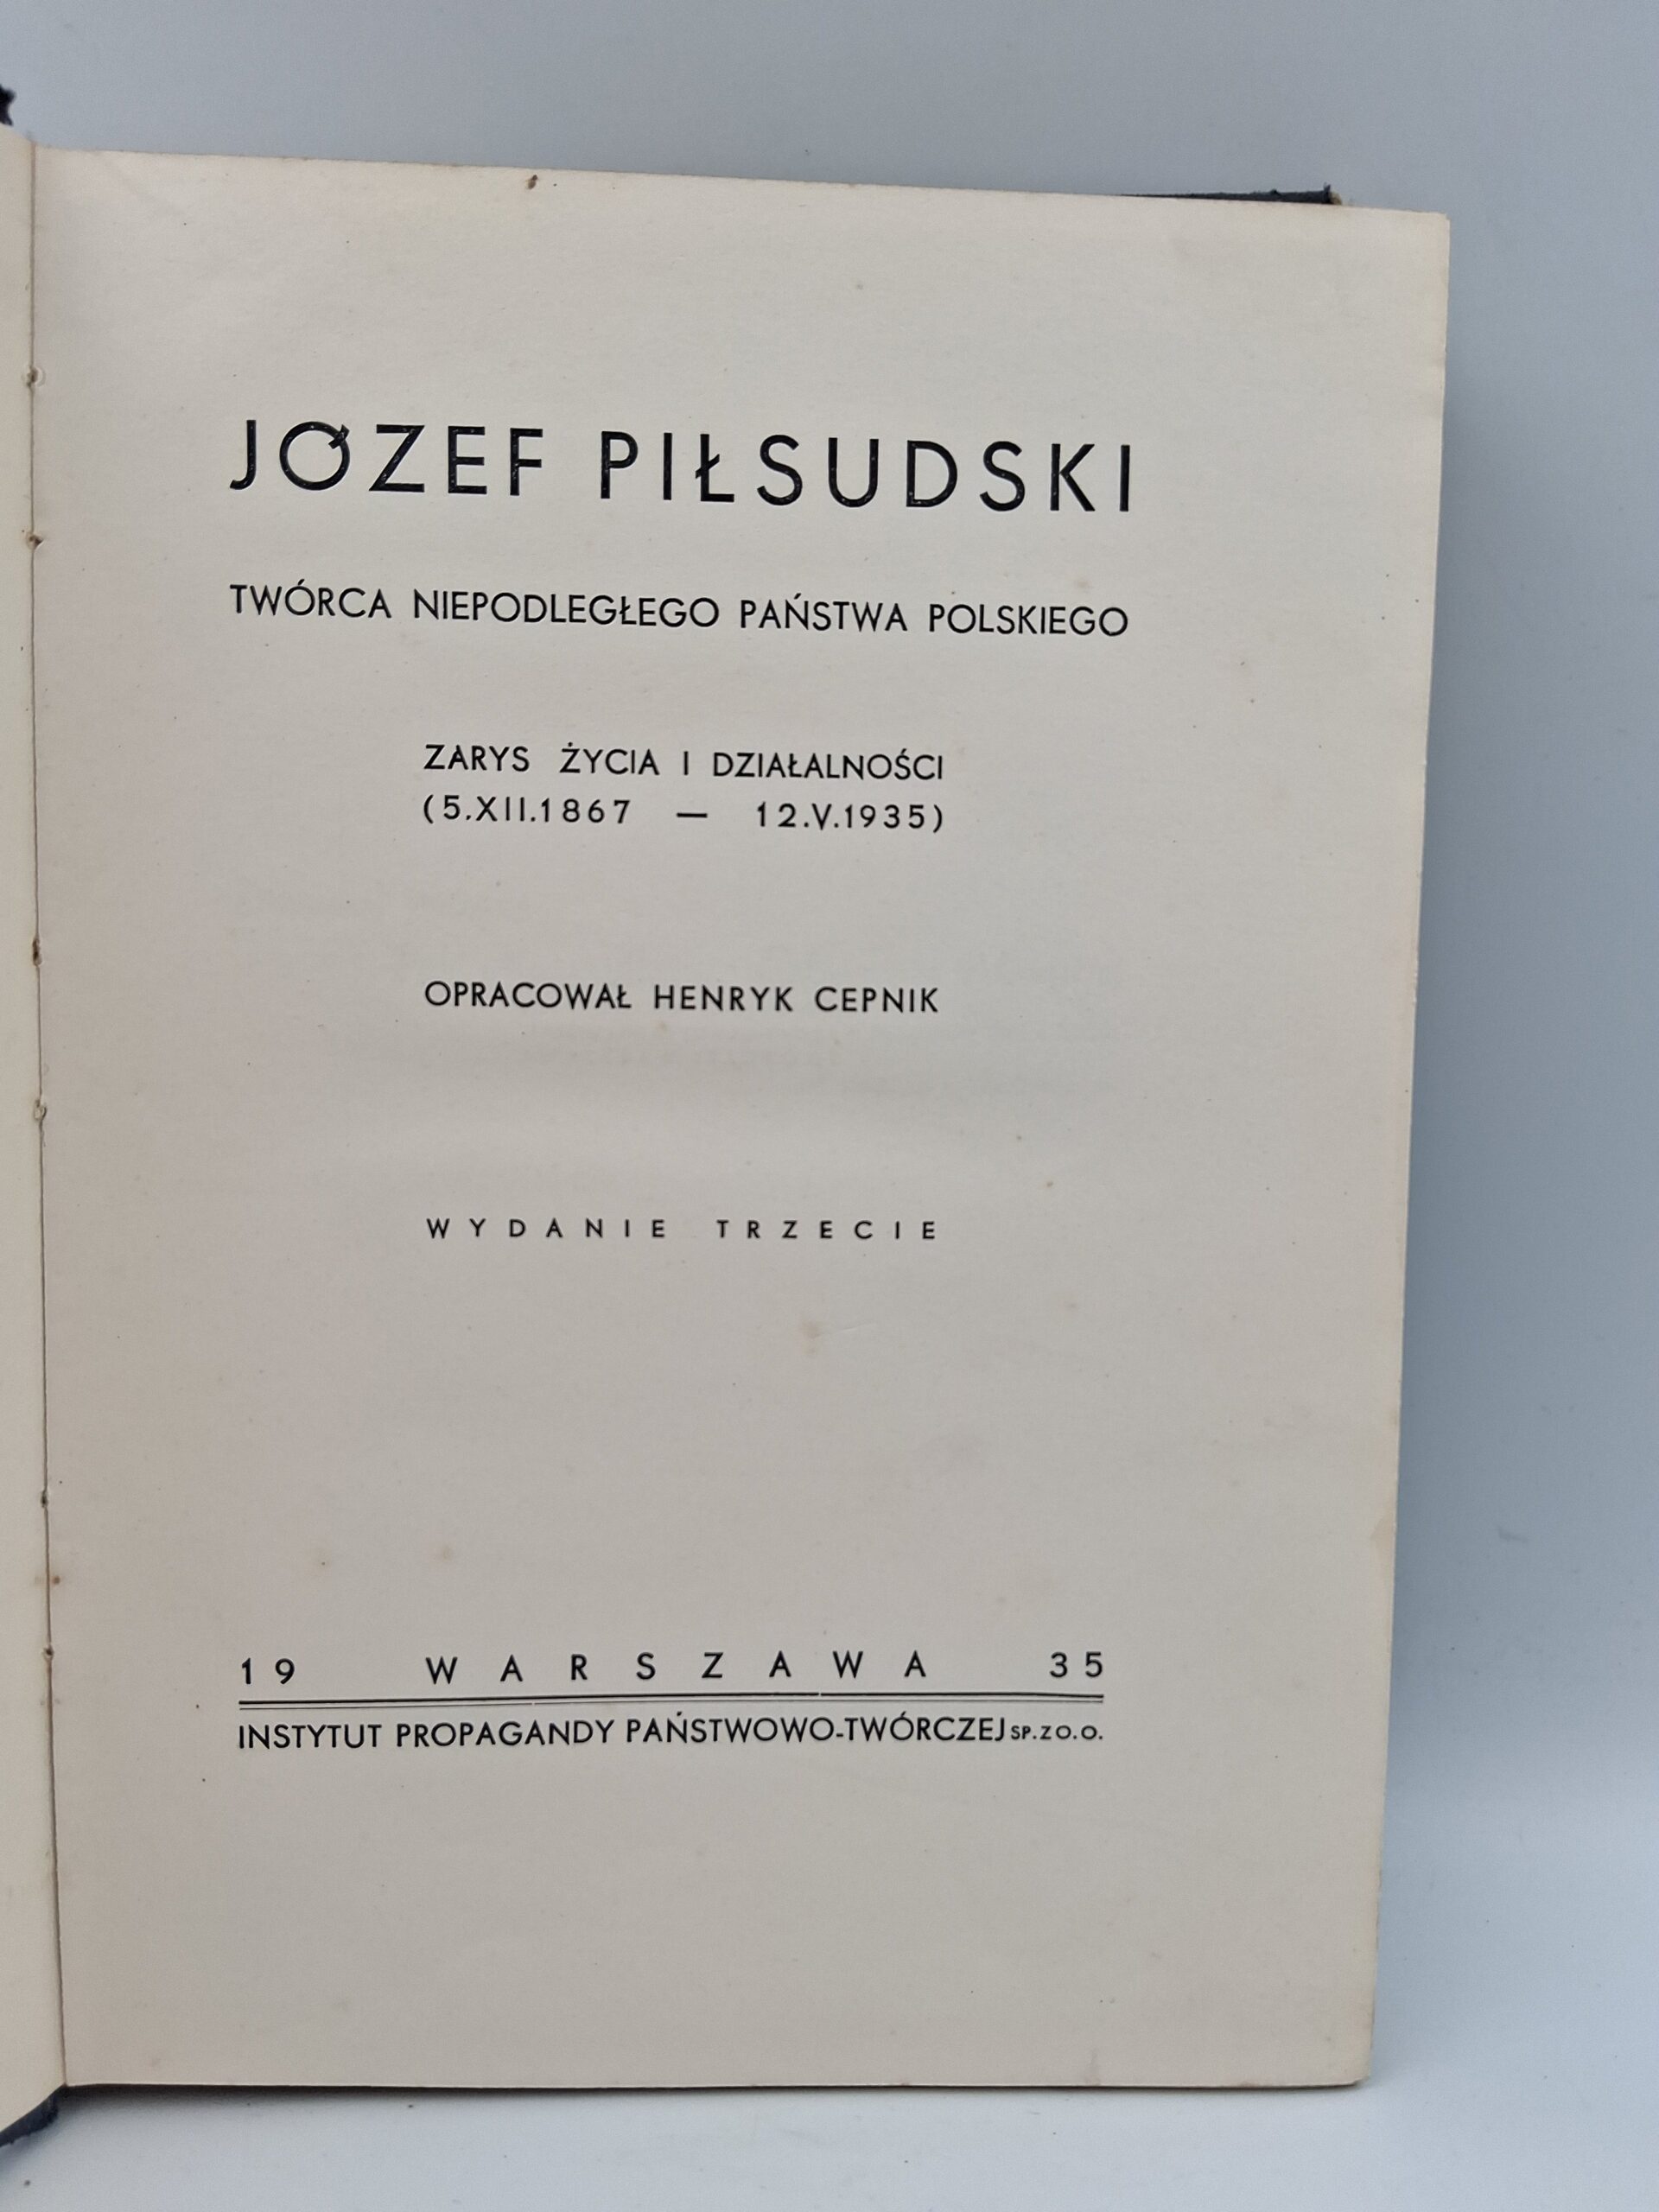 JÓZEF PIŁSUDSKI
TWÓRCA NIEPODLEGŁEGO PAŃSTWA POLSKIEGO
ZARYS ŻYCIA I DZIAŁALNOŚCI
(5.XII.1867 — 12.V.1935)
OPRACOWAŁ HENRYK CEPNIK
WYDANIE TRZECIE
19 WARSZAWA 35
INSTYTUT PROPAGANDY PAŃSTWOWO-TWÓRCZEJ SP. Z O. O.